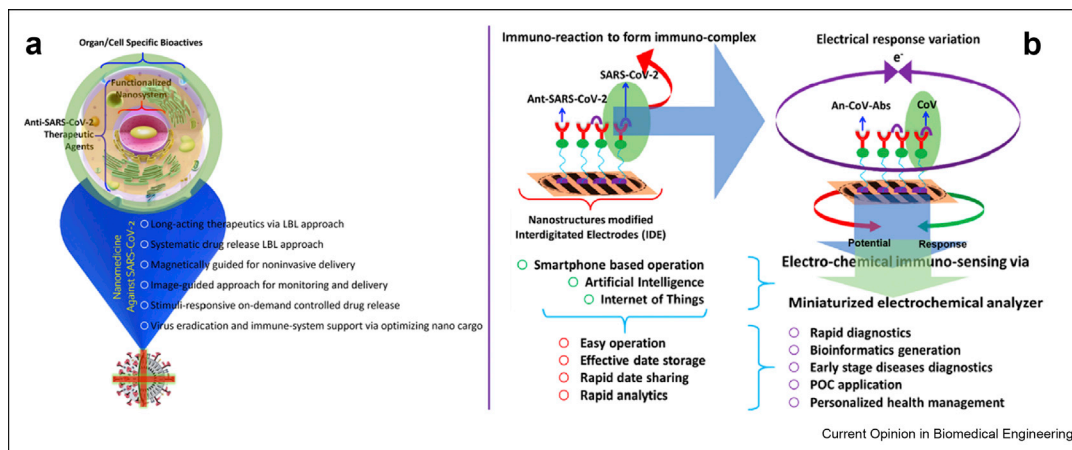 a
Organ/Cell Specific Bioactives
Functionalized
Nanosystem
Anti-SARS-CoV-2
Therapeutic
Agents
Nanomedicine
Against SARS-CoV-2
Long-acting therapeutics via LBL approach
Systematic drug release LBL approach
Magnetically guided for noninvasive delivery
Image-guided approach for monitoring and delivery
Stimuli-responsive on-demand controlled drug release
Virus eradication and immune-system support via optimizing nano cargo
b
Immuno-reaction to form immuno-complex
SARS-CoV-2
Ant-SARS-CoV-2
Nanostructures modified
Interdigitated Electrodes (IDE)
Smartphone based operation
Artificial Intelligence
Internet of Things
Easy operation
Effective date storage
Rapid date sharing
Rapid analytics
Electrical response variation
e-
An-CoV-Abs
CoV
Potential
Response
Electro-chemical immuno-sensing via
Miniaturized electrochemical analyzer
Rapid diagnostics
Bioinformatics generation
Early stage diseases diagnostics
POC application
Personalized health management
Current Opinion in Biomedical Engineering